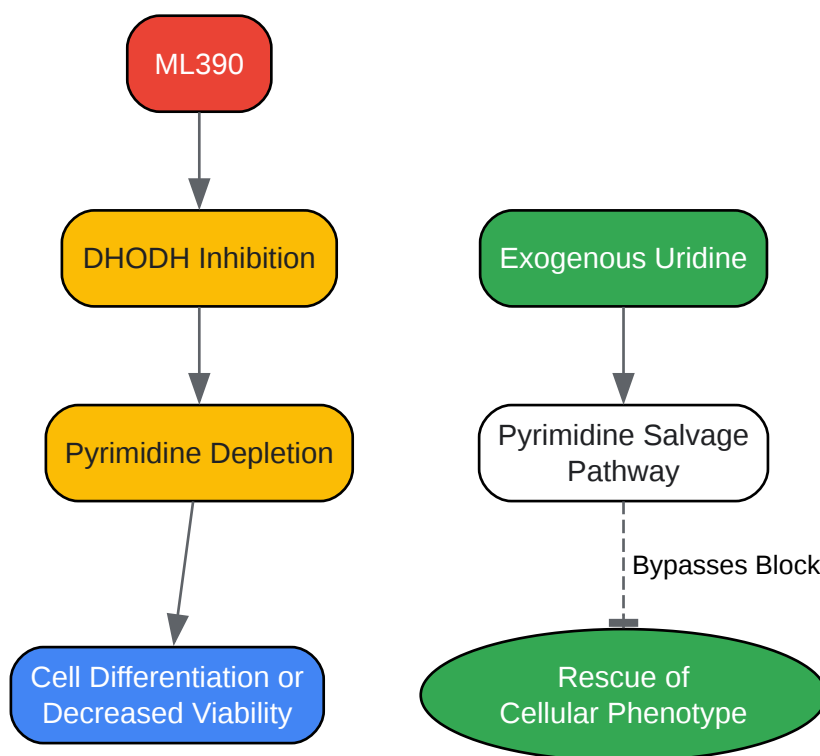 ML390
DHODH Inhibition
Exogenous Uridine
Pyrimidine Depletion
Pyrimidine Salvage
Pathway
Bypasses Block
Cell Differentiation or
Decreased Viability
Rescue of
Cellular Phenotype